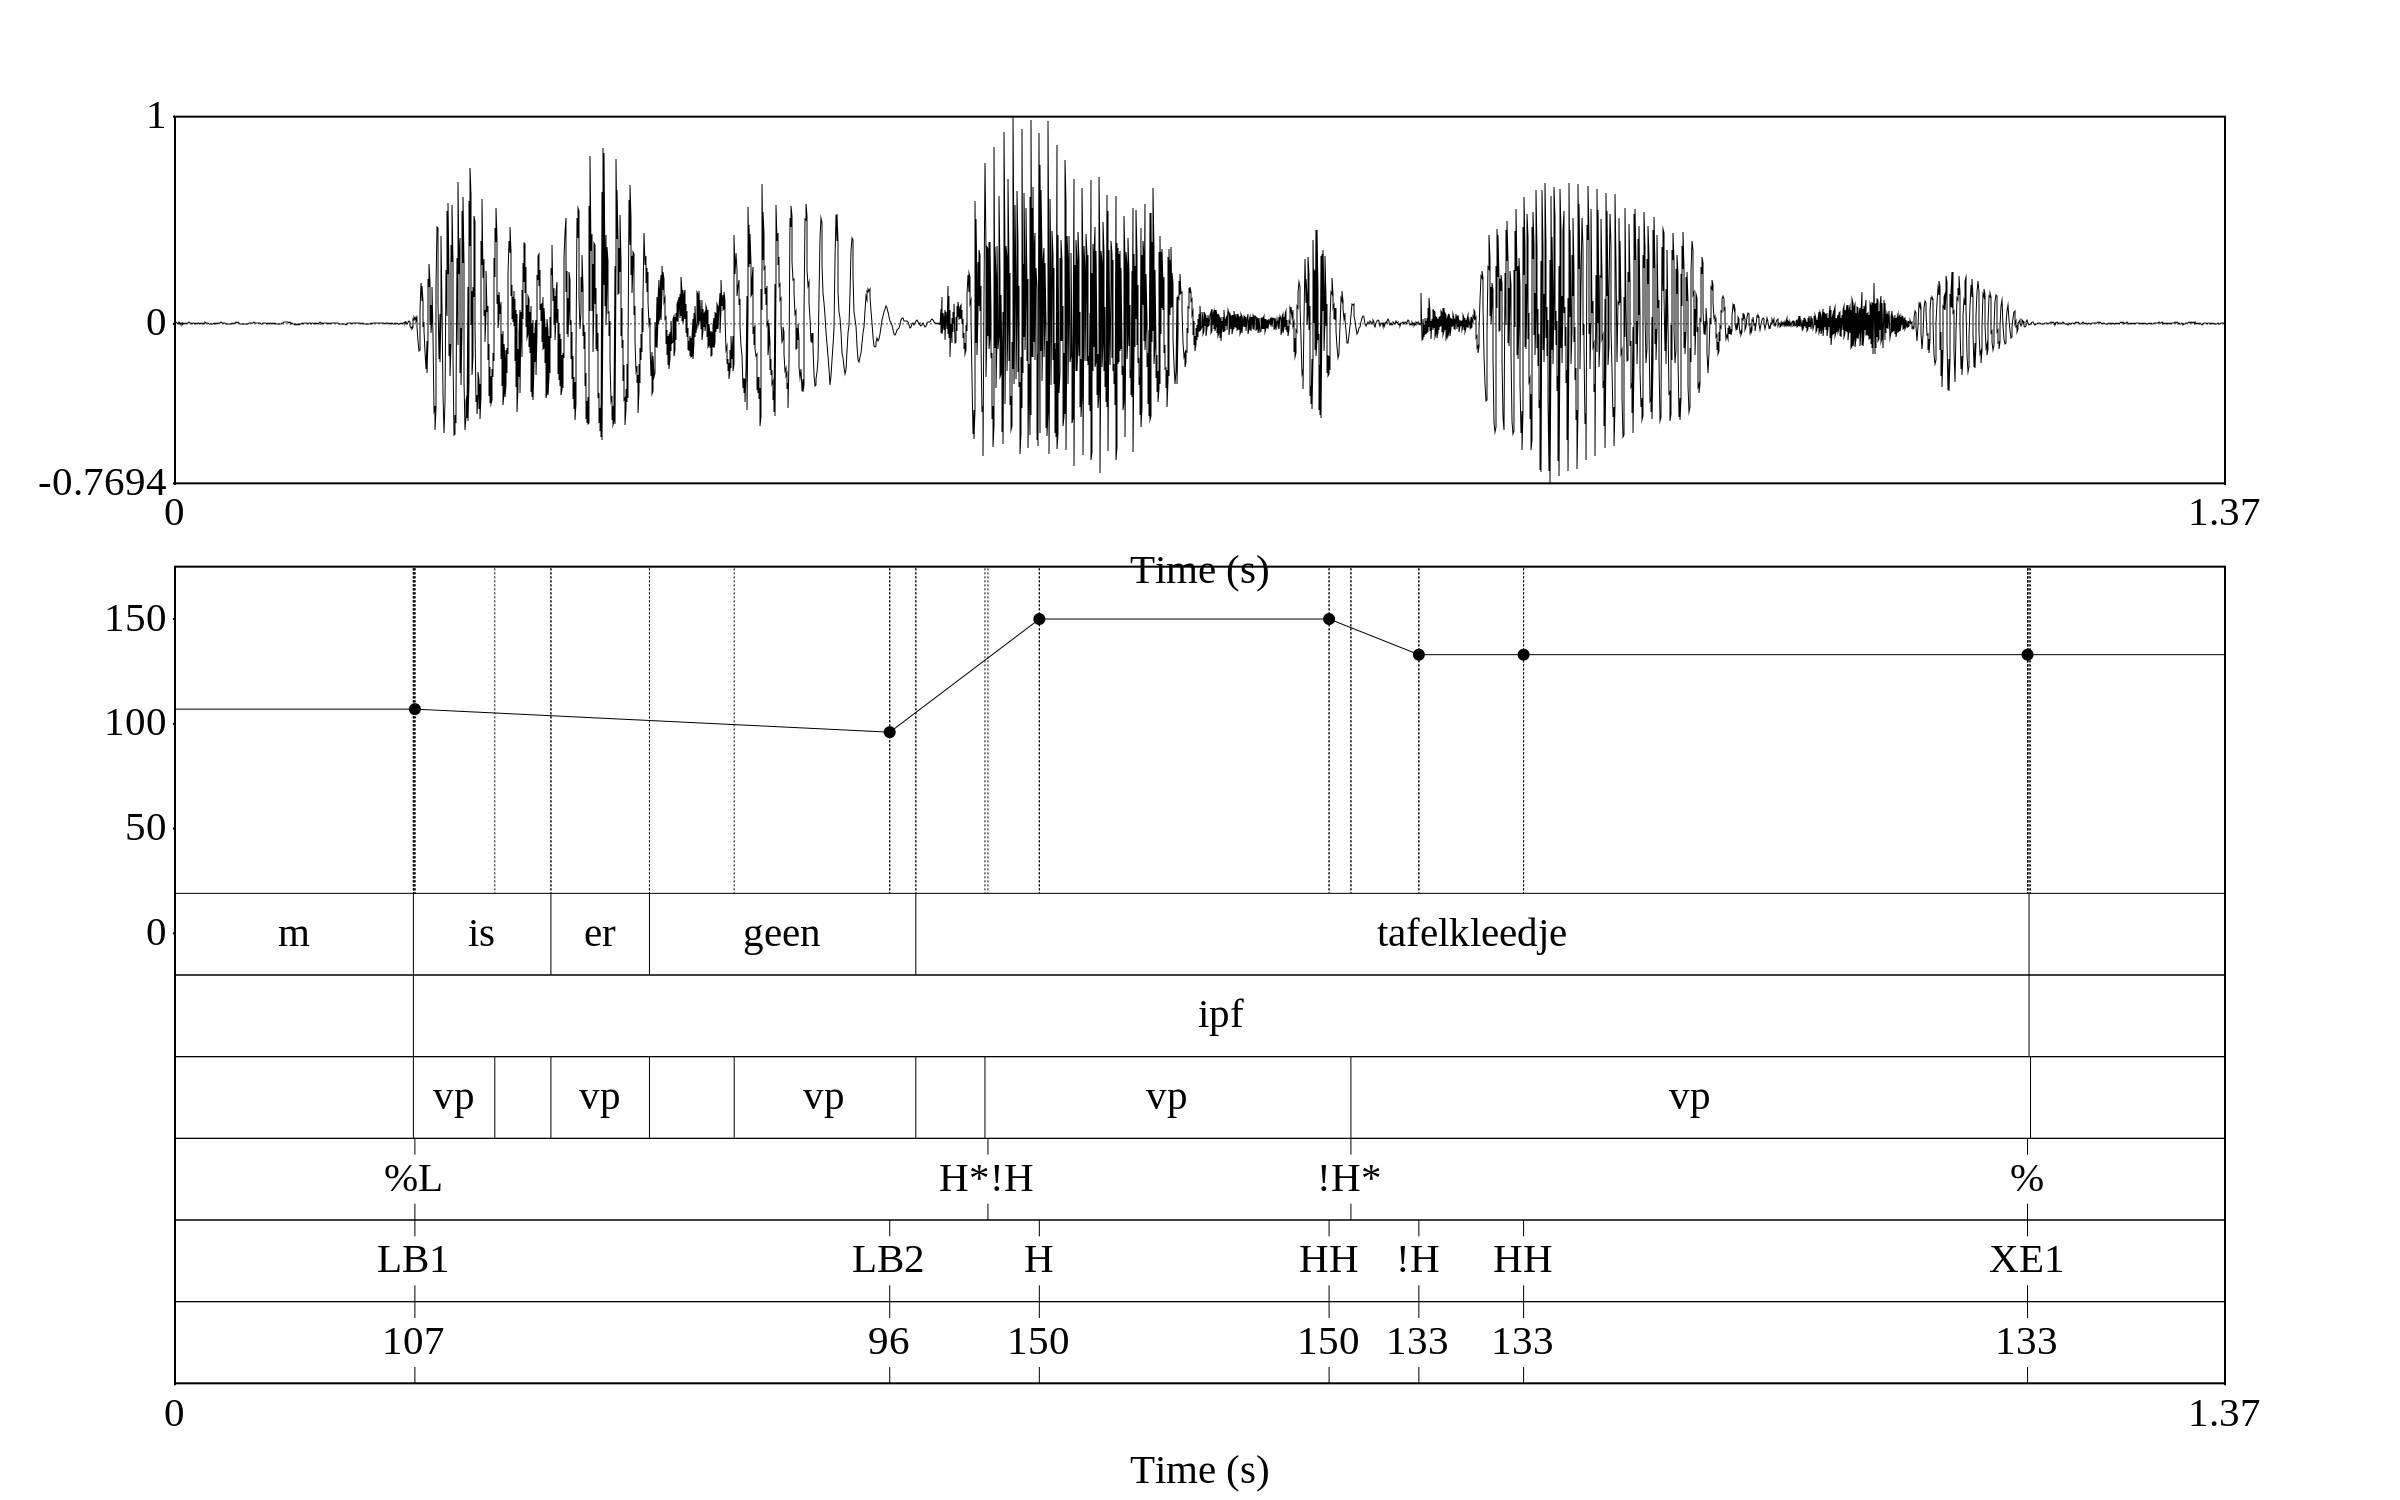 1
0
-0.7694
0 1.37
Time (s)
150
100
50
0
m is er geen tafelkleedje
ipf
vp vp vp vp vp
%L H*!H !H* %
LB1 LB2 H HH !H HH XE1
107 96 150 150 133 133 133
0 1.37
Time (s)